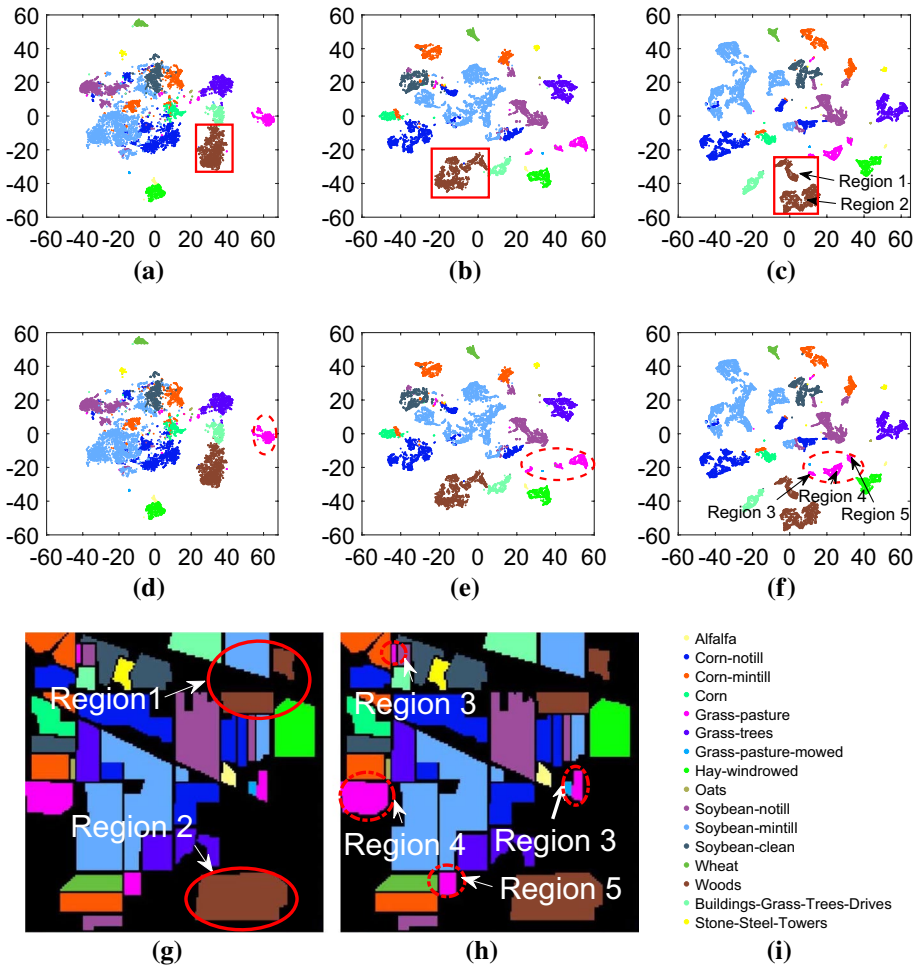 60
40
20
0
-20
-40
-60
-60 -40 -20 0 20 40 60
(a)
60
40
20
0
-20
-40
-60
-60 -40 -20 0 20 40 60
(b)
60
40
20
0
-20
-40
-60
Region 1
Region 2
-60 -40 -20 0 20 40 60
(c)
60
40
20
0
-20
-40
-60
-60 -40 -20 0 20 40 60
(d)
60
40
20
0
-20
-40
-60
-60 -40 -20 0 20 40 60
(e)
60
40
20
0
-20
-40
-60
Region 3
Region 4
Region 5
-60 -40 -20 0 20 40 60
(f)
Region1
Region 2
(g)
Region 3
Region 4
Region 3
Region 5
(h)
Alfalfa
Corn-notill
Corn-mintill
Corn
Grass-pasture
Grass-trees
Grass-pasture-mowed
Hay-windrowed
Oats
Soybean-notill
Soybean-mintill
Soybean-clean
Wheat
Woods
Buildings-Grass-Trees-Drives
Stone-Steel-Towers
(i)